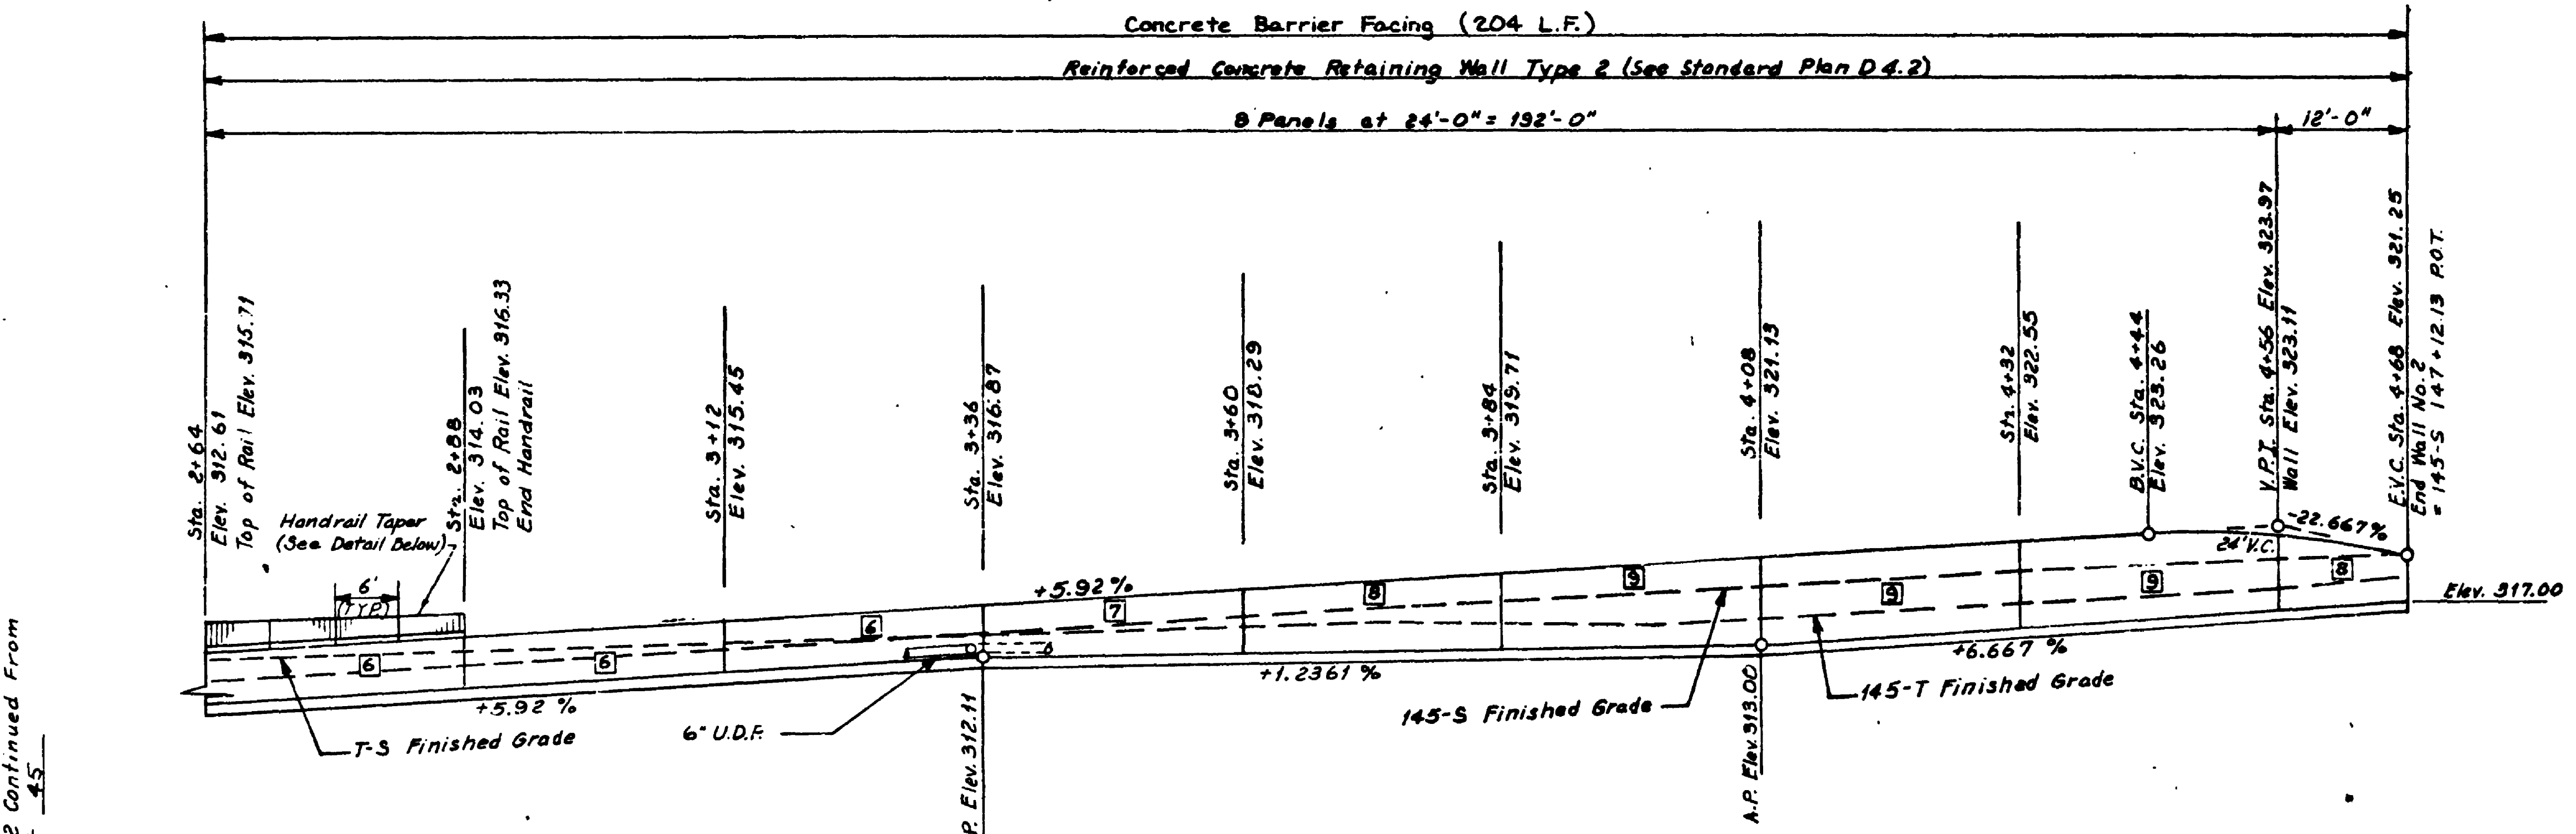 Concrete Barrier Facing (204 L.F.)
Reinforced Concrete Retaining Wall Type 2 (See Standard Plan D4.2)
8 Panels at 24'-0" = 192'-0"
12'-0"
Sta. 2+64
Elev. 312.61
Top of Rail Elev. 315.71
Handrail Taper
(See Detail Below)
6'
(TYP.)
Sta. 2+88
Elev. 314.03
Top of Rail Elev. 316.33
End Handrail
Sta. 3+12
Elev. 315.45
Sta. 3+36
Elev. 316.87
Sta. 3+60
Elev. 318.29
Sta. 3+84
Elev. 319.71
Sta. 4+08
Elev. 321.13
Sta. 4+32
Elev. 322.55
B.V.C. Sta. 4+44
Elev. 323.26
V.P.I. Sta. 4+56 Elev. 323.97
Wall Elev. 323.11
E.V.C. Sta. 4+68 Elev. 321.25
End Wall No. 2
= 145-S 147+12.13 P.O.T.
-22.667%
24' V.C.
+5.92 %
6
6
6
7
8
9
9
9
8
Elev. 317.00
+5.92 %
+1.2361 %
+6.667 %
T-S Finished Grade
6" U.D.P.
145-S Finished Grade
145-T Finished Grade
P. Elev. 312.11
A.P. Elev. 313.00
2 Continued From
45